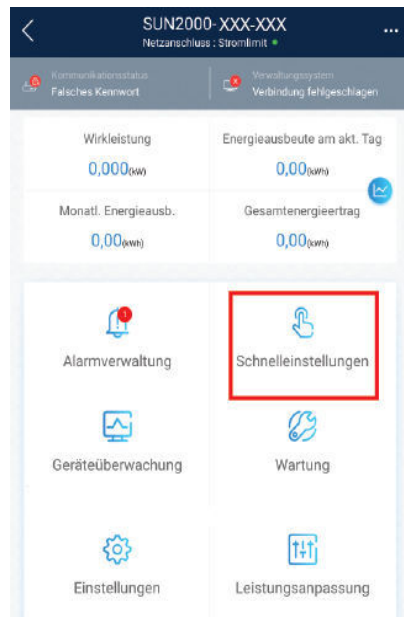 SUN2000-XXX-XXX
Netzanschluss : Stromlimit
Kommunikationsstatus
Falsches Kennwort
Verwaltungssystem
Verbindung fehlgeschlagen
Wirkleistung
0,000(kW)
Energieausbeute am akt. Tag
0,00(kWh)
Monatl. Energieausb.
0,00(kWh)
Gesamtenergieertrag
0,00(kWh)
1
Alarmverwaltung
Schnelleinstellungen
Geräteüberwachung
Wartung
Einstellungen
Leistungsanpassung